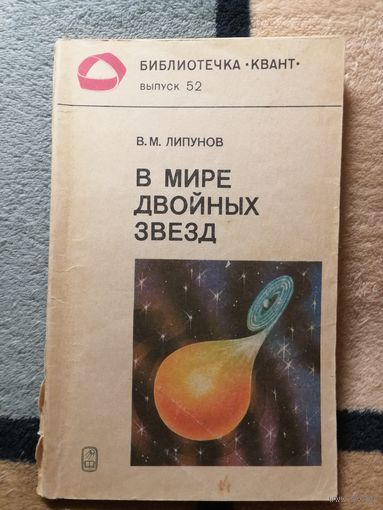 БИБЛИОТЕЧКА •КВАНТ•
ВЫПУСК 52
В. М. ЛИПУНОВ
В МИРЕ
ДВОЙНЫХ
ЗВЕЗД